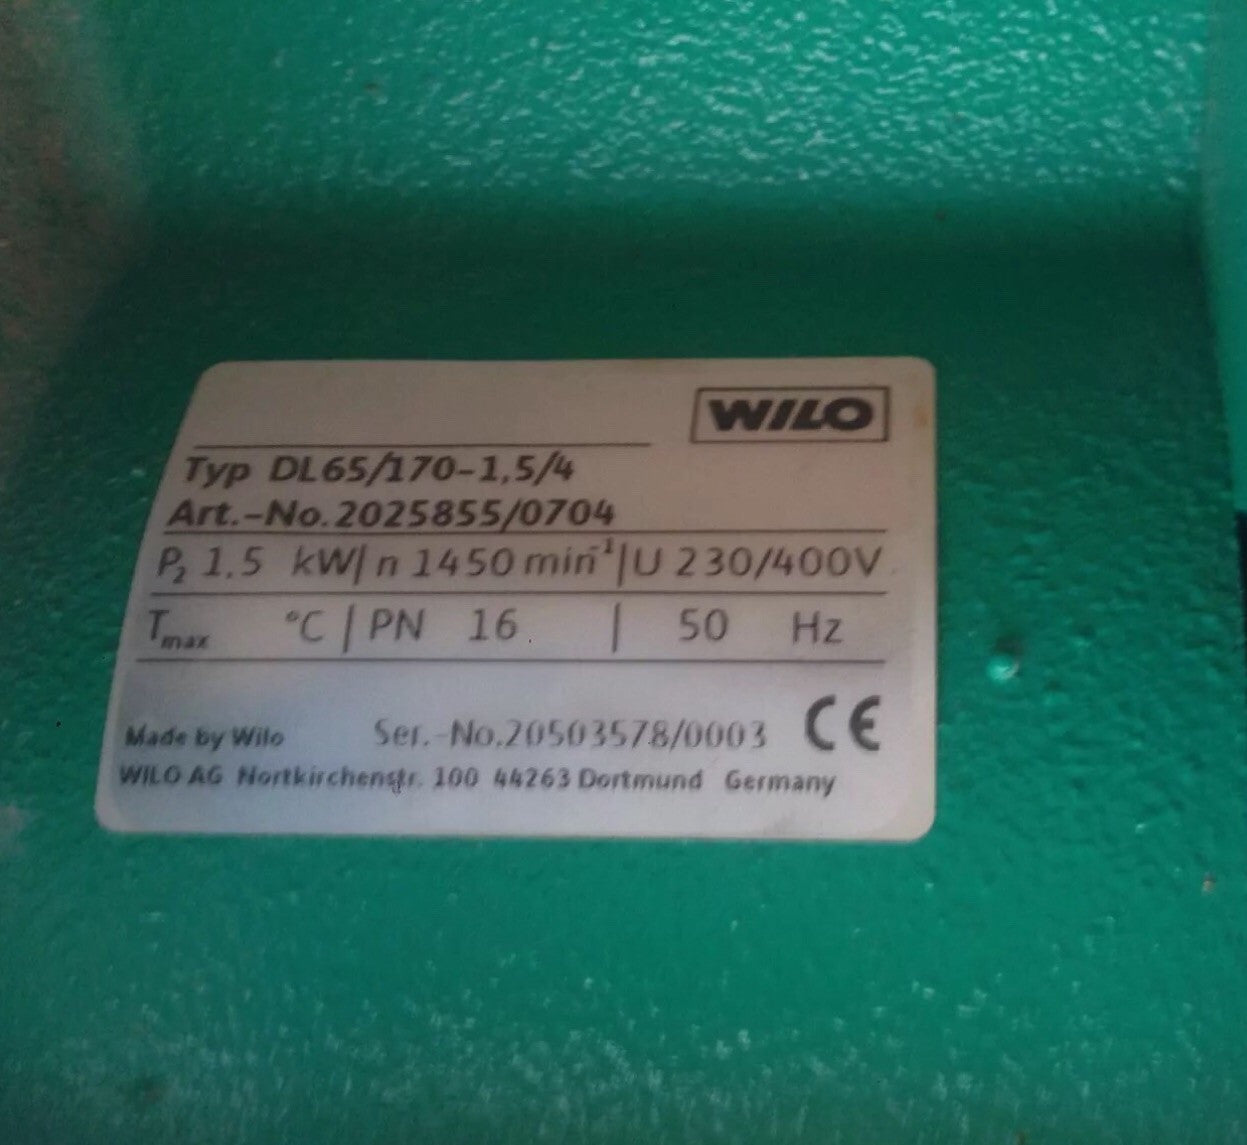 WILO
Typ DL65/170-1,5/4
Art.-No.2025855/0704
P₂ 1,5 kW| n 1450 min⁻¹|U 230/400V
Tmax °C | PN 16 | 50 Hz
CE
Made by Wilo Ser.-No.20503578/0003
WILO AG Nortkirchenstr. 100 44263 Dortmund Germany